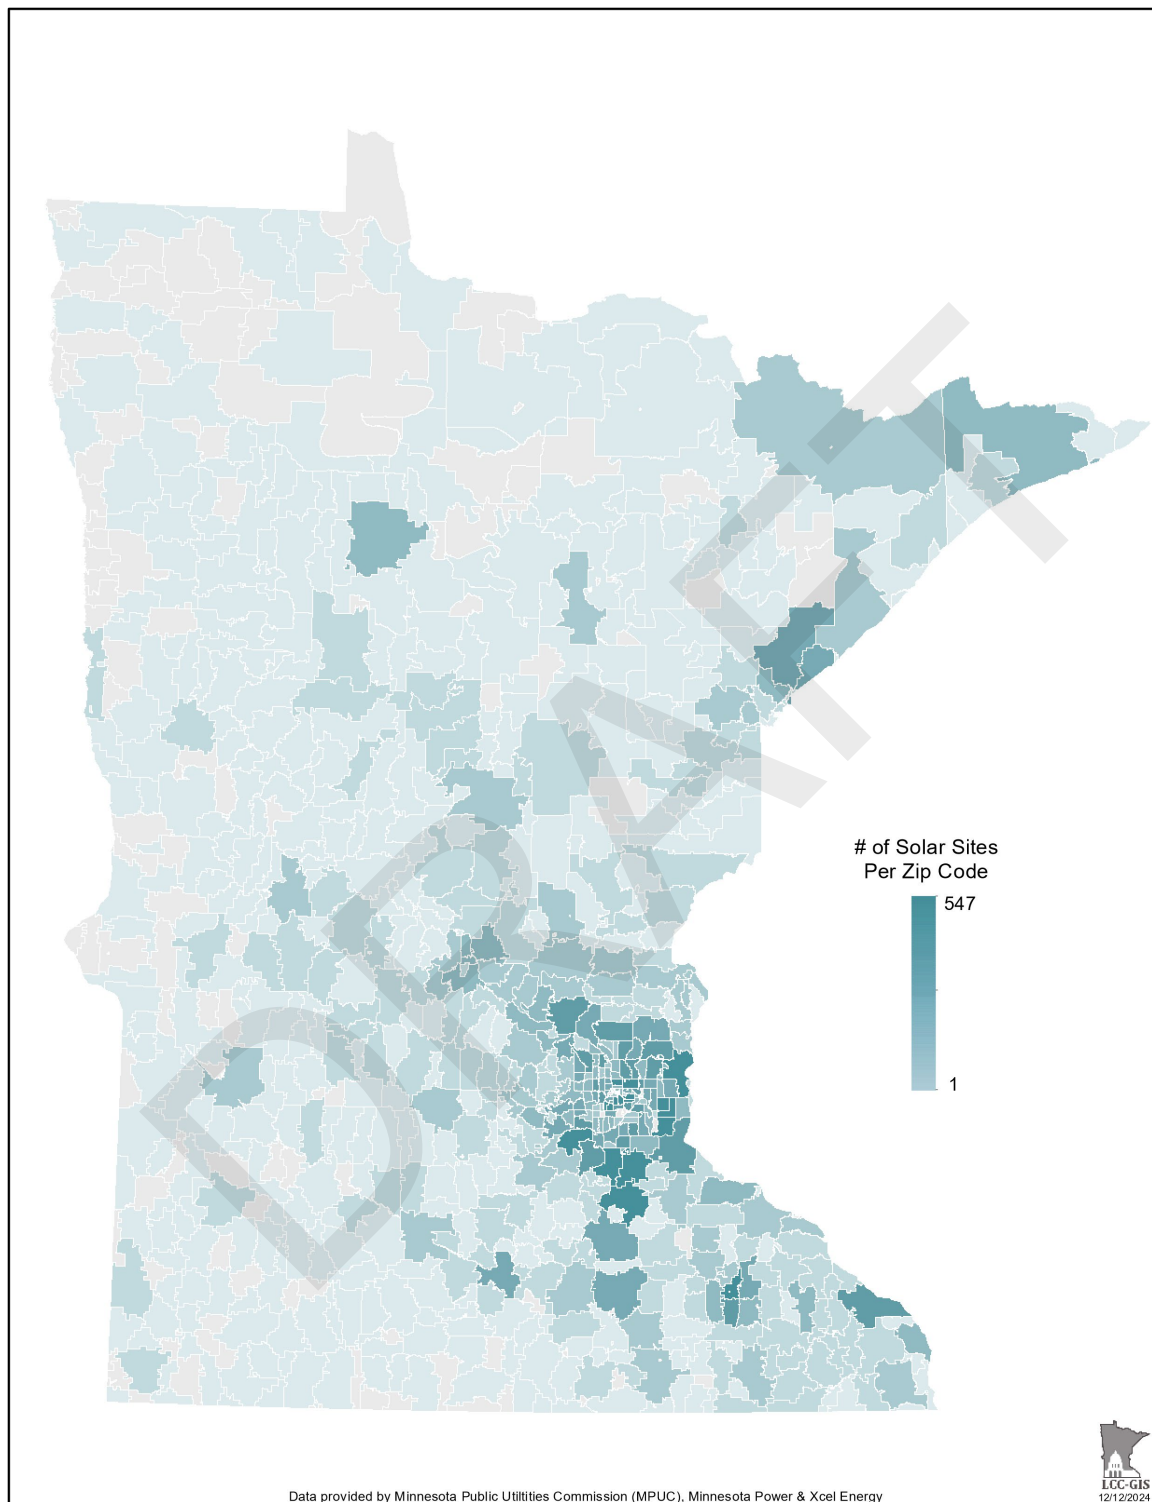 DRAFT
# of Solar Sites
Per Zip Code
547
1
LCC-GIS
12/12/2024
Data provided by Minnesota Public Utiltities Commission (MPUC), Minnesota Power & Xcel Energy